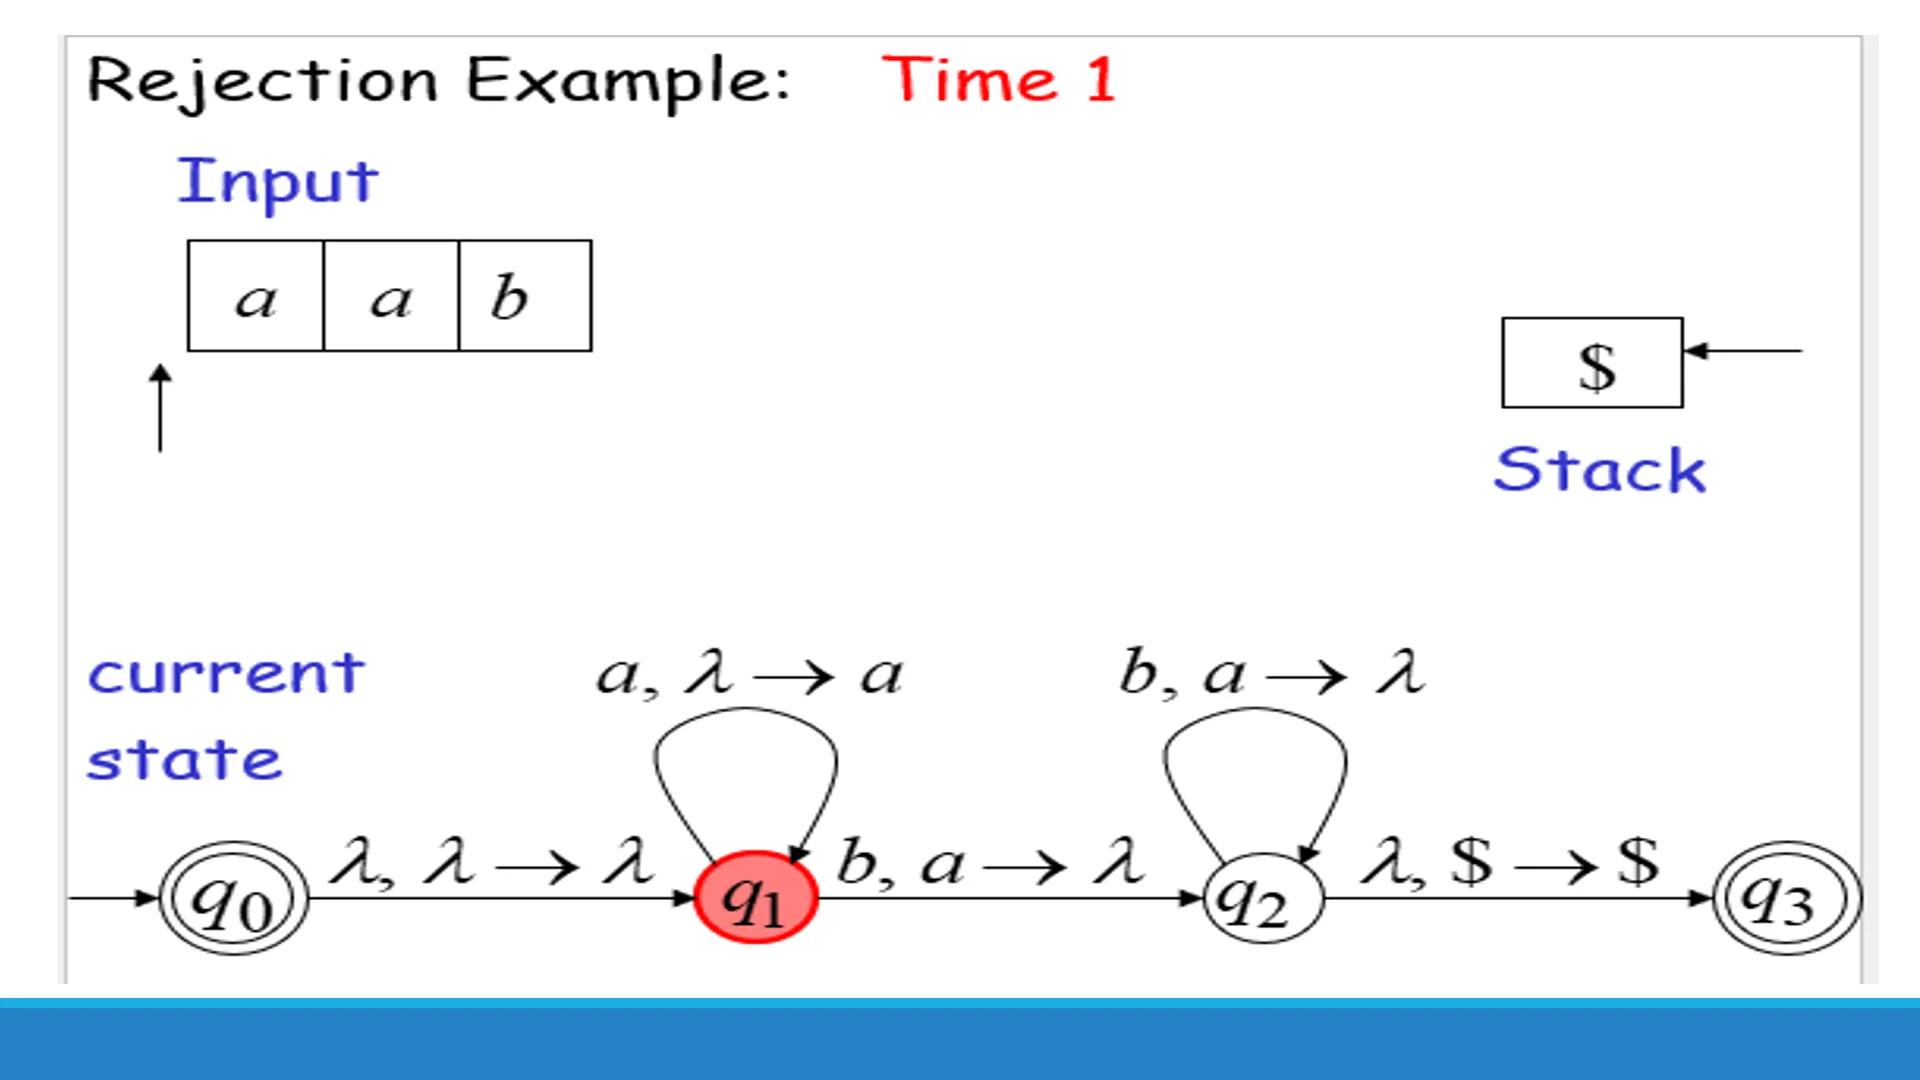 Rejection Example: Time 1
Input
a a b
$
Stack
current
state
a, λ → a
b, a → λ
λ, λ → λ
b, a → λ
λ, $ → $
q0 q1 q2 q3